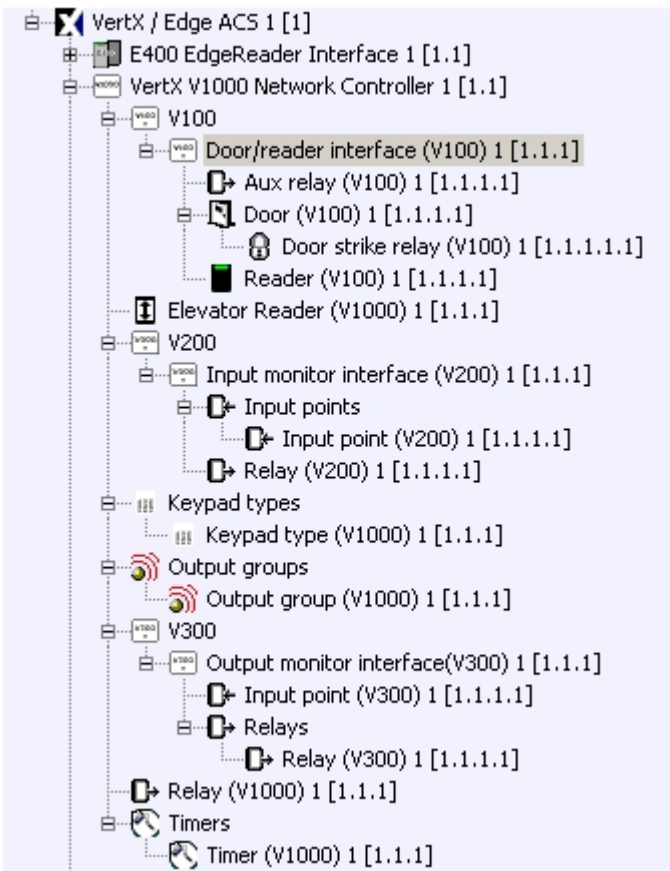 VertX / Edge ACS 1 [1]
E400 EdgeReader Interface 1 [1.1]
VertX V1000 Network Controller 1 [1.1]
V100
Door/reader interface (V100) 1 [1.1.1]
Aux relay (V100) 1 [1.1.1.1]
Door (V100) 1 [1.1.1.1]
Door strike relay (V100) 1 [1.1.1.1.1]
Reader (V100) 1 [1.1.1.1]
Elevator Reader (V1000) 1 [1.1.1]
V200
Input monitor interface (V200) 1 [1.1.1]
Input points
Input point (V200) 1 [1.1.1.1]
Relay (V200) 1 [1.1.1.1]
Keypad types
Keypad type (V1000) 1 [1.1.1]
Output groups
Output group (V1000) 1 [1.1.1]
V300
Output monitor interface(V300) 1 [1.1.1]
Input point (V300) 1 [1.1.1.1]
Relays
Relay (V300) 1 [1.1.1.1]
Relay (V1000) 1 [1.1.1]
Timers
Timer (V1000) 1 [1.1.1]